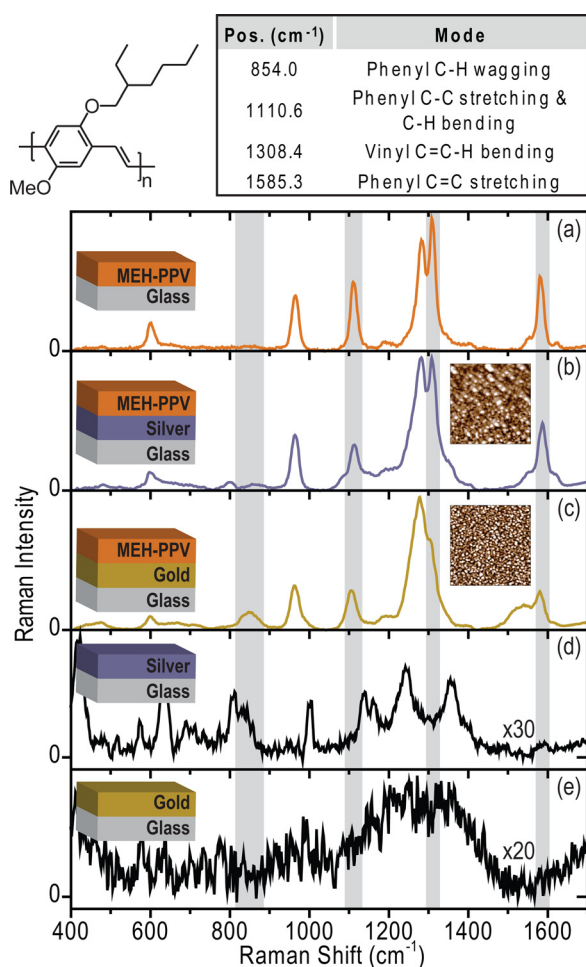 O
MeO
n
Pos. (cm⁻¹) Mode
854.0 Phenyl C-H wagging
1110.6 Phenyl C-C stretching &
C-H bending
1308.4 Vinyl C=C-H bending
1585.3 Phenyl C=C stretching
(a)
MEH-PPV
Glass
0
(b)
MEH-PPV
Silver
Glass
0
(c)
MEH-PPV
Gold
Glass
0
(d)
Silver
Glass
x30
0
(e)
Gold
Glass
x20
0
Raman Intensity
400 600 800 1000 1200 1400 1600
Raman Shift (cm⁻¹)